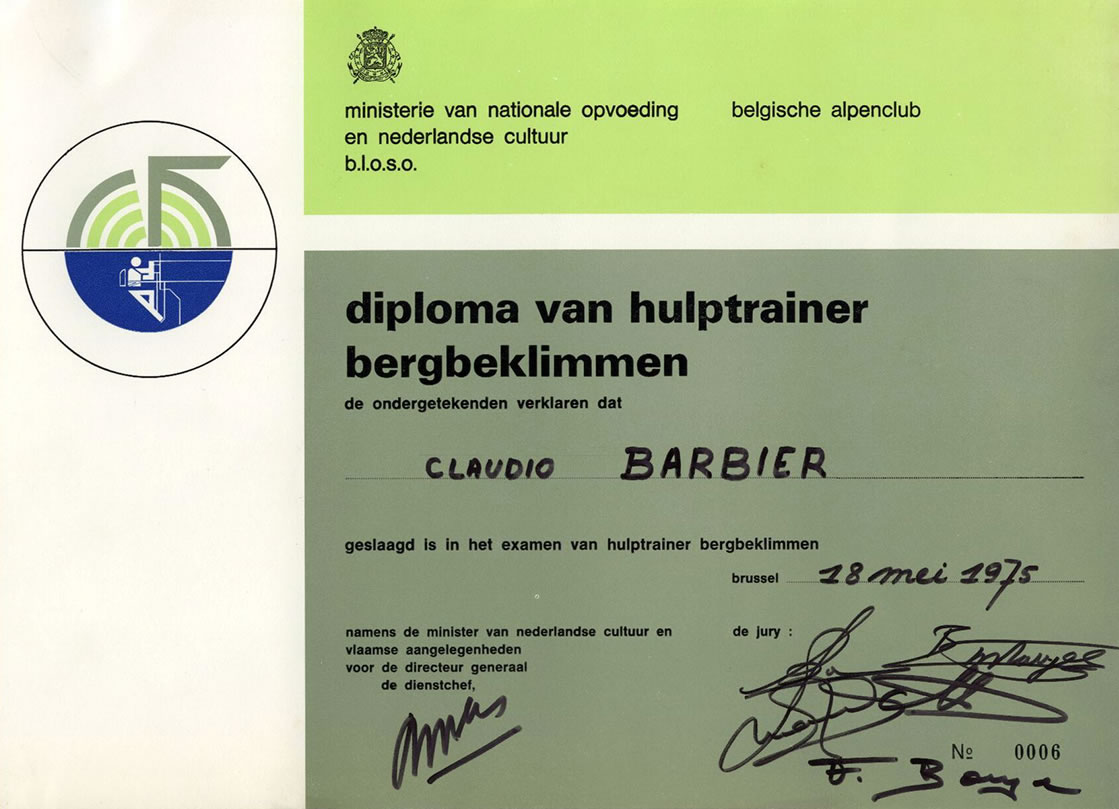 ministerie van nationale opvoeding
en nederlandse cultuur
b.l.o.s.o.
belgische alpenclub
diploma van hulptrainer
bergbeklimmen
de ondergetekenden verklaren dat
CLAUDIO BARBIER
geslaagd is in het examen van hulptrainer bergbeklimmen
brussel 18 mei 1975
namens de minister van nederlandse cultuur en
vlaamse aangelegenheden
voor de directeur generaal
de dienstchef,
de jury :
№ 0006